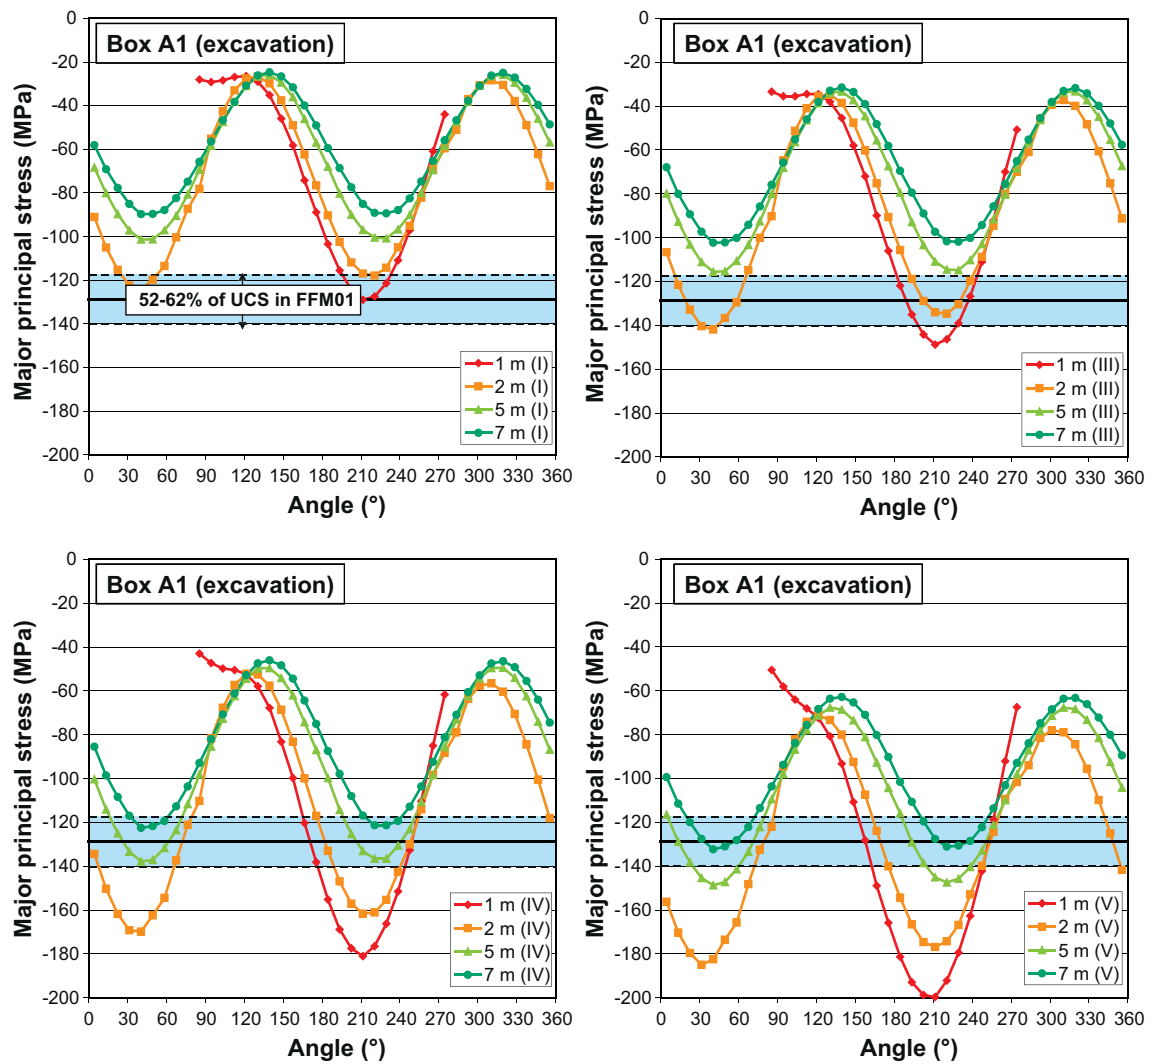 Box A1 (excavation)
Major principal stress (MPa)
0
-20
-40
-60
-80
-100
-120
-140
-160
-180
-200
52-62% of UCS in FFM01
1 m (I)
2 m (I)
5 m (I)
7 m (I)
0 30 60 90 120 150 180 210 240 270 300 330 360
Angle (°)
Box A1 (excavation)
Major principal stress (MPa)
0
-20
-40
-60
-80
-100
-120
-140
-160
-180
-200
1 m (III)
2 m (III)
5 m (III)
7 m (III)
0 30 60 90 120 150 180 210 240 270 300 330 360
Angle (°)
Box A1 (excavation)
Major principal stress (MPa)
0
-20
-40
-60
-80
-100
-120
-140
-160
-180
-200
1 m (IV)
2 m (IV)
5 m (IV)
7 m (IV)
0 30 60 90 120 150 180 210 240 270 300 330 360
Angle (°)
Box A1 (excavation)
Major principal stress (MPa)
0
-20
-40
-60
-80
-100
-120
-140
-160
-180
-200
1 m (V)
2 m (V)
5 m (V)
7 m (V)
0 30 60 90 120 150 180 210 240 270 300 330 360
Angle (°)